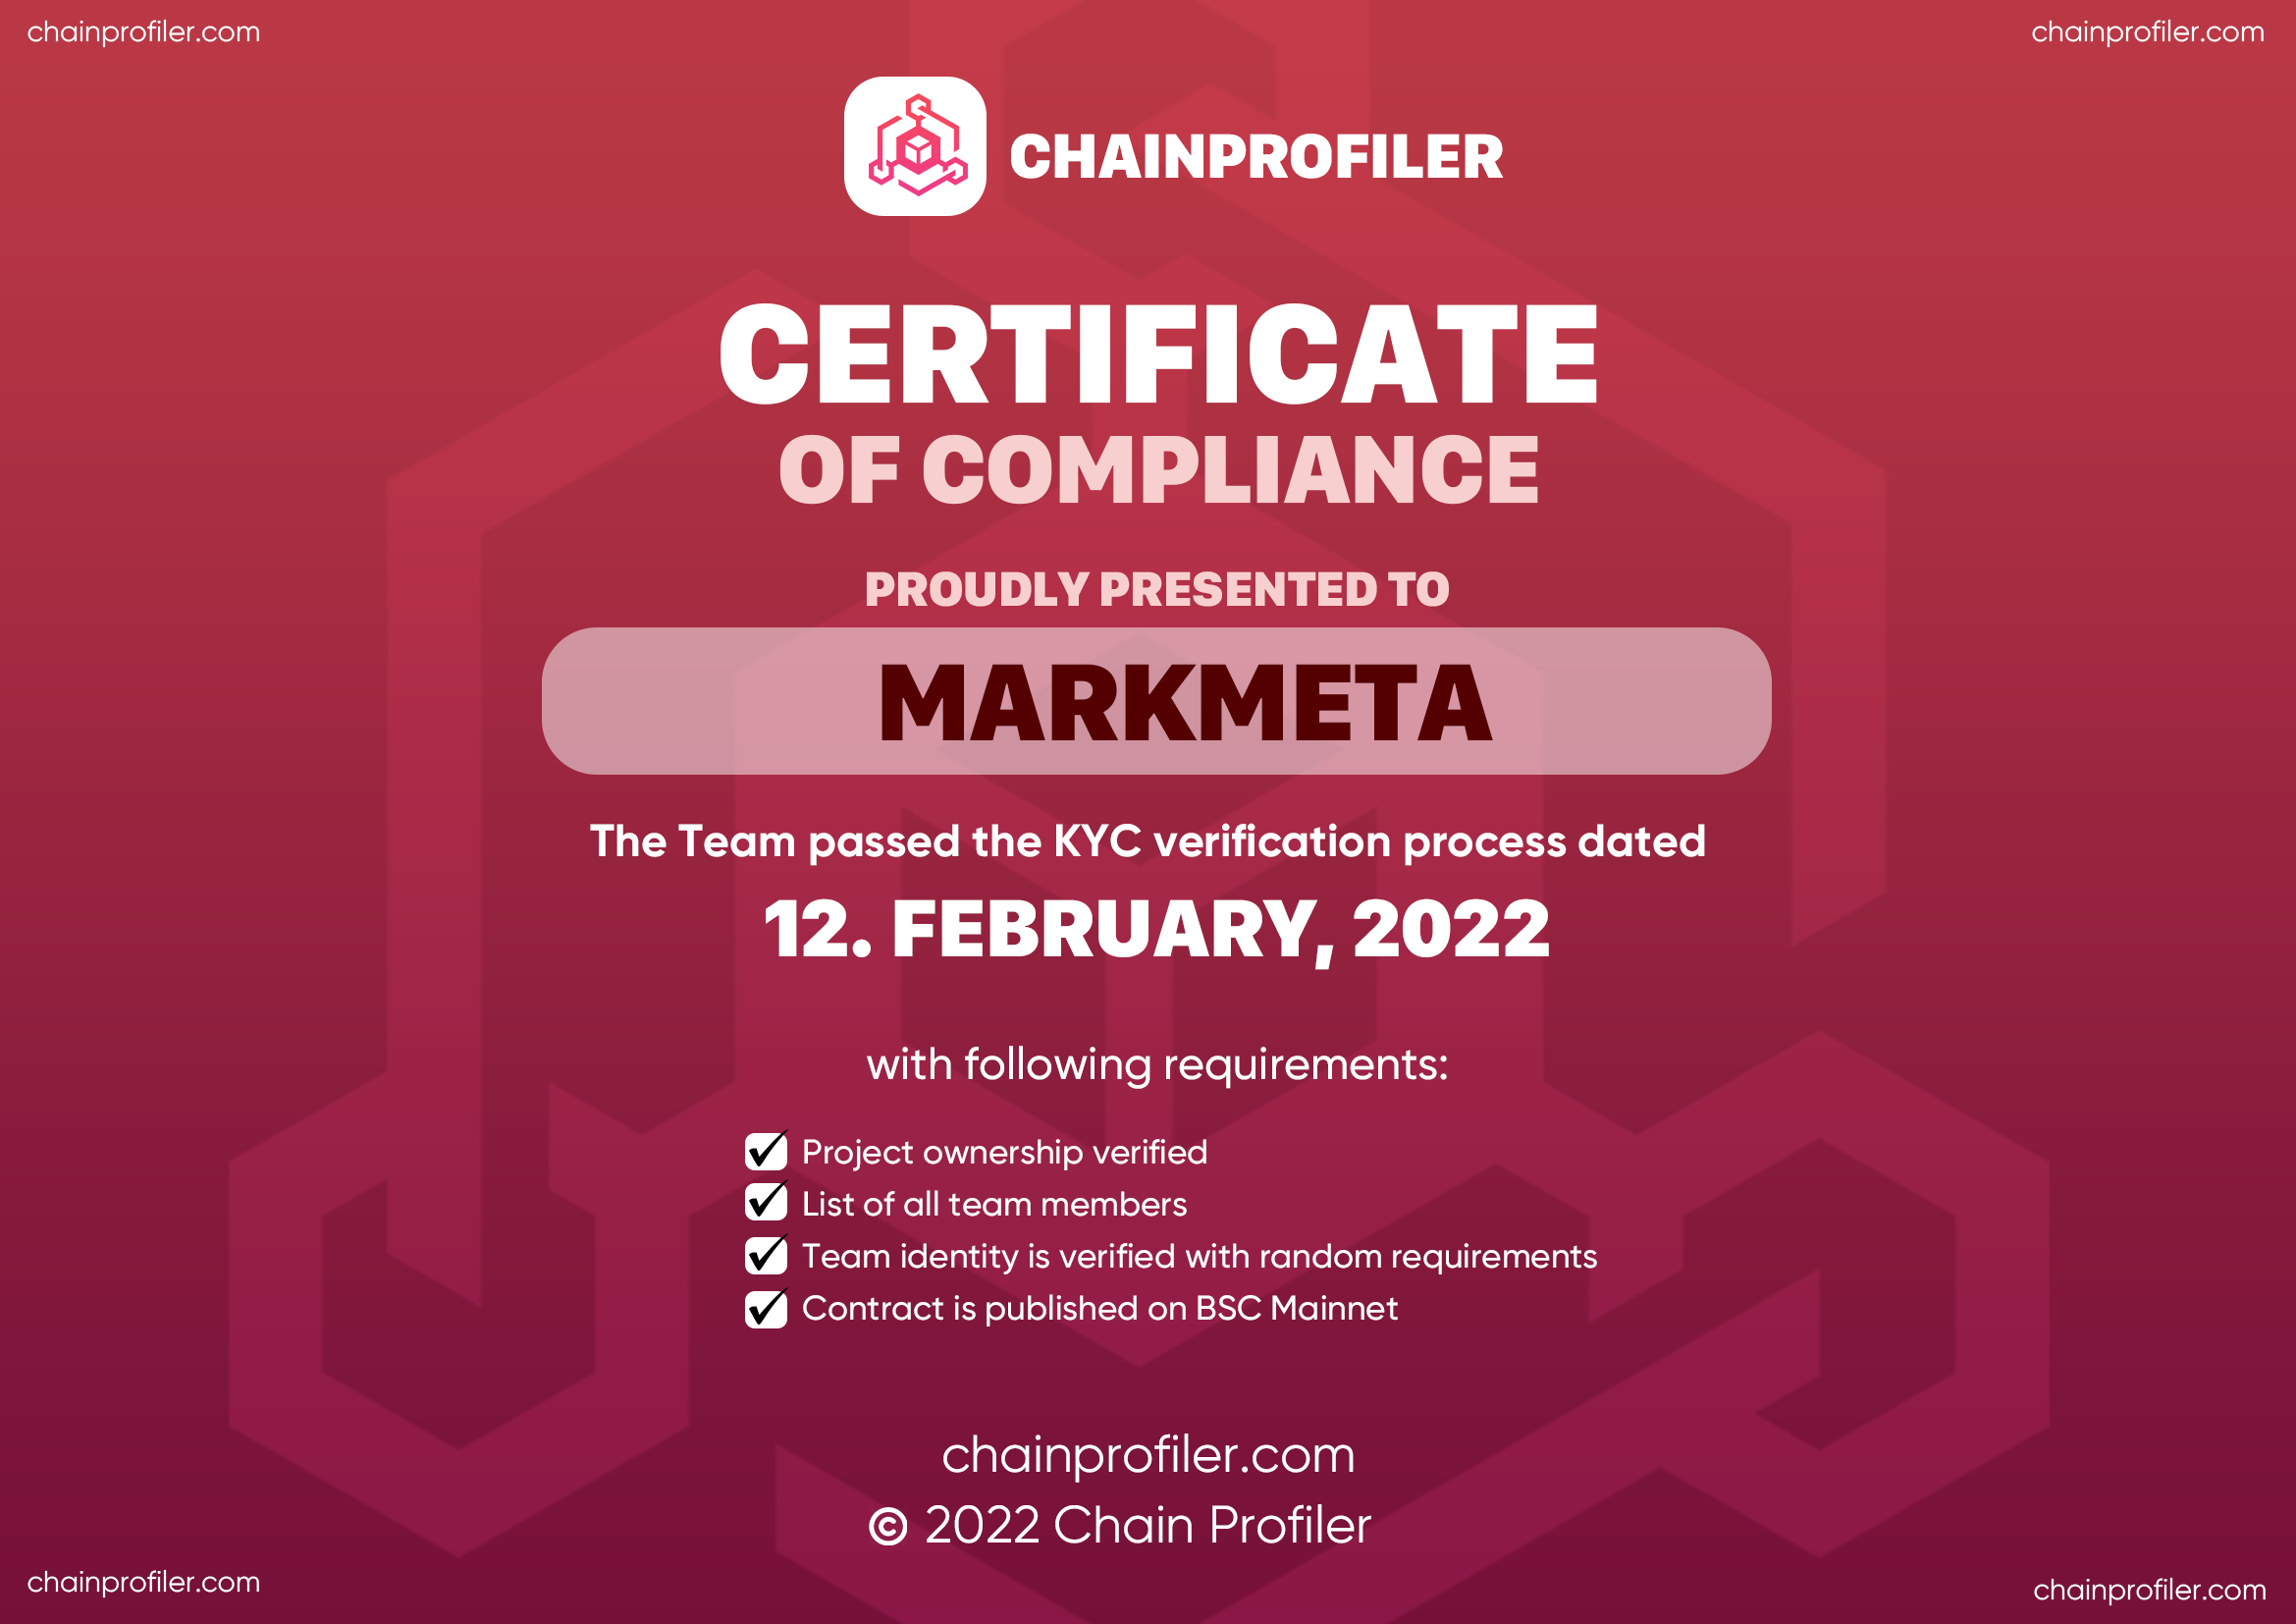 chainprofiler.com
chainprofiler.com
CHAINPROFILER
CERTIFICATE
OF COMPLIANCE
PROUDLY PRESENTED TO
MARKMETA
The Team passed the KYC verification process dated
12. FEBRUARY, 2022
with following requirements:
Project ownership verified
List of all team members
Team identity is verified with random requirements
Contract is published on BSC Mainnet
chainprofiler.com
© 2022 Chain Profiler
chainprofiler.com
chainprofiler.com